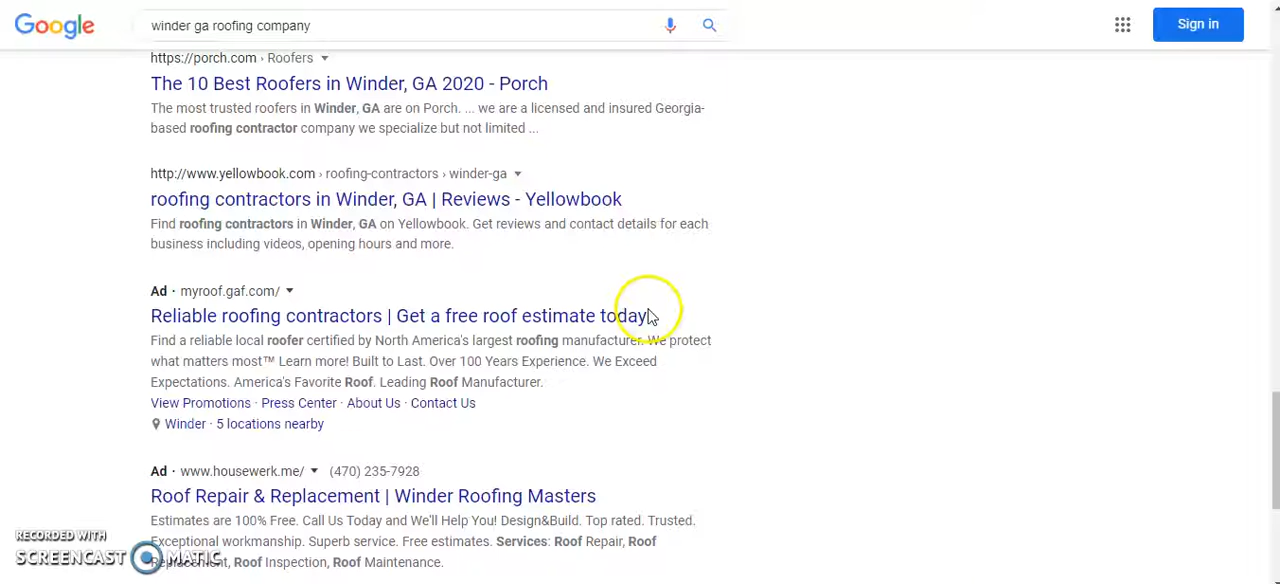 Google
winder ga roofing company
Sign in
https://porch.com › Roofers
The 10 Best Roofers in Winder, GA 2020 - Porch
The most trusted roofers in Winder, GA are on Porch. ... we are a licensed and insured Georgia-
based roofing contractor company we specialize but not limited ...
http://www.yellowbook.com › roofing-contractors › winder-ga
roofing contractors in Winder, GA | Reviews - Yellowbook
Find roofing contractors in Winder, GA on Yellowbook. Get reviews and contact details for each
business including videos, opening hours and more.
Ad · myroof.gaf.com/
Reliable roofing contractors | Get a free roof estimate today
Find a reliable local roofer certified by North America's largest roofing manufacturer. We protect
what matters most™ Learn more! Built to Last. Over 100 Years Experience. We Exceed
Expectations. America's Favorite Roof. Leading Roof Manufacturer.
View Promotions · Press Center · About Us · Contact Us
Winder · 5 locations nearby
Ad · www.housewerk.me/ (470) 235-7928
Roof Repair & Replacement | Winder Roofing Masters
Estimates are 100% Free. Call Us Today and We'll Help You! Design&Build. Top rated. Trusted.
Exceptional workmanship. Superb service. Free estimates. Services: Roof Repair, Roof
Replacement, Roof Inspection, Roof Maintenance.
RECORDED WITH
SCREENCAST MATIC